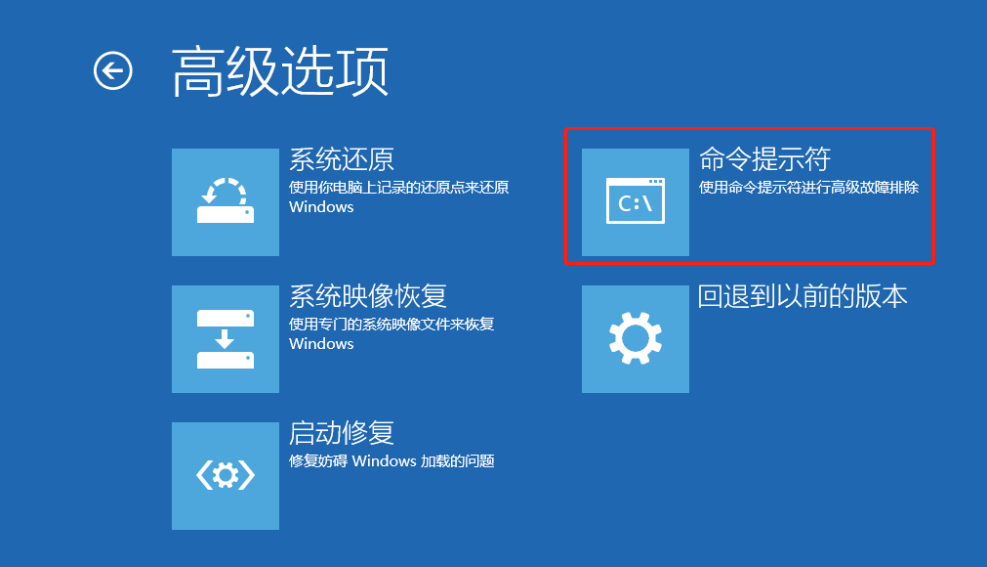 高级选项
系统还原
使用你电脑上记录的还原点来还原
Windows
命令提示符
使用命令提示符进行高级故障排除
C:\
系统映像恢复
使用专门的系统映像文件来恢复
Windows
回退到以前的版本
启动修复
修复妨碍 Windows 加载的问题